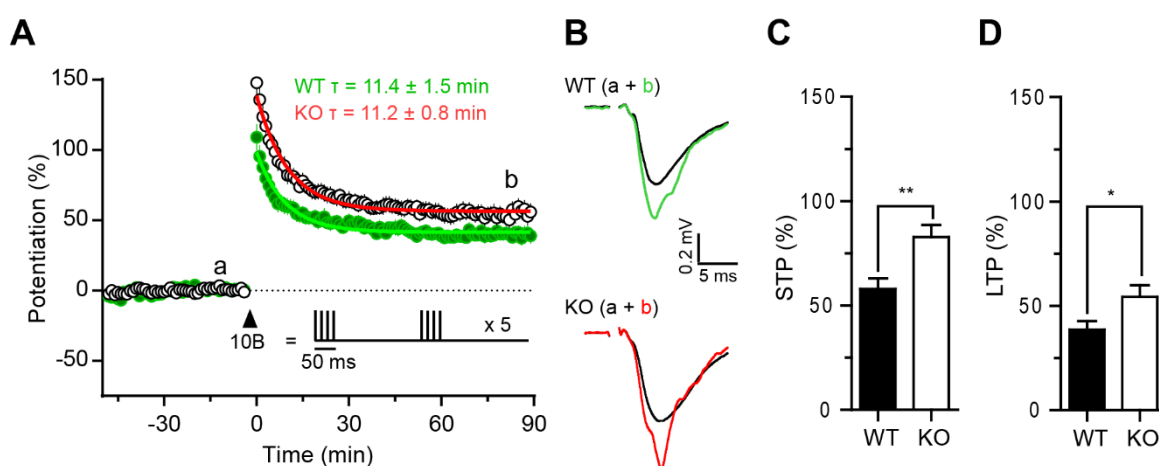 A
Potentiation (%)
150
100
50
0
-50
-30
0
30
60
90
Time (min)
WT τ = 11.4 ± 1.5 min
KO τ = 11.2 ± 0.8 min
a
b
10B =
50 ms
x 5
B
WT (a + b)
0.2 mV
5 ms
KO (a + b)
C
STP (%)
150
100
50
0
**
WT
KO
D
LTP (%)
150
100
50
0
*
WT
KO